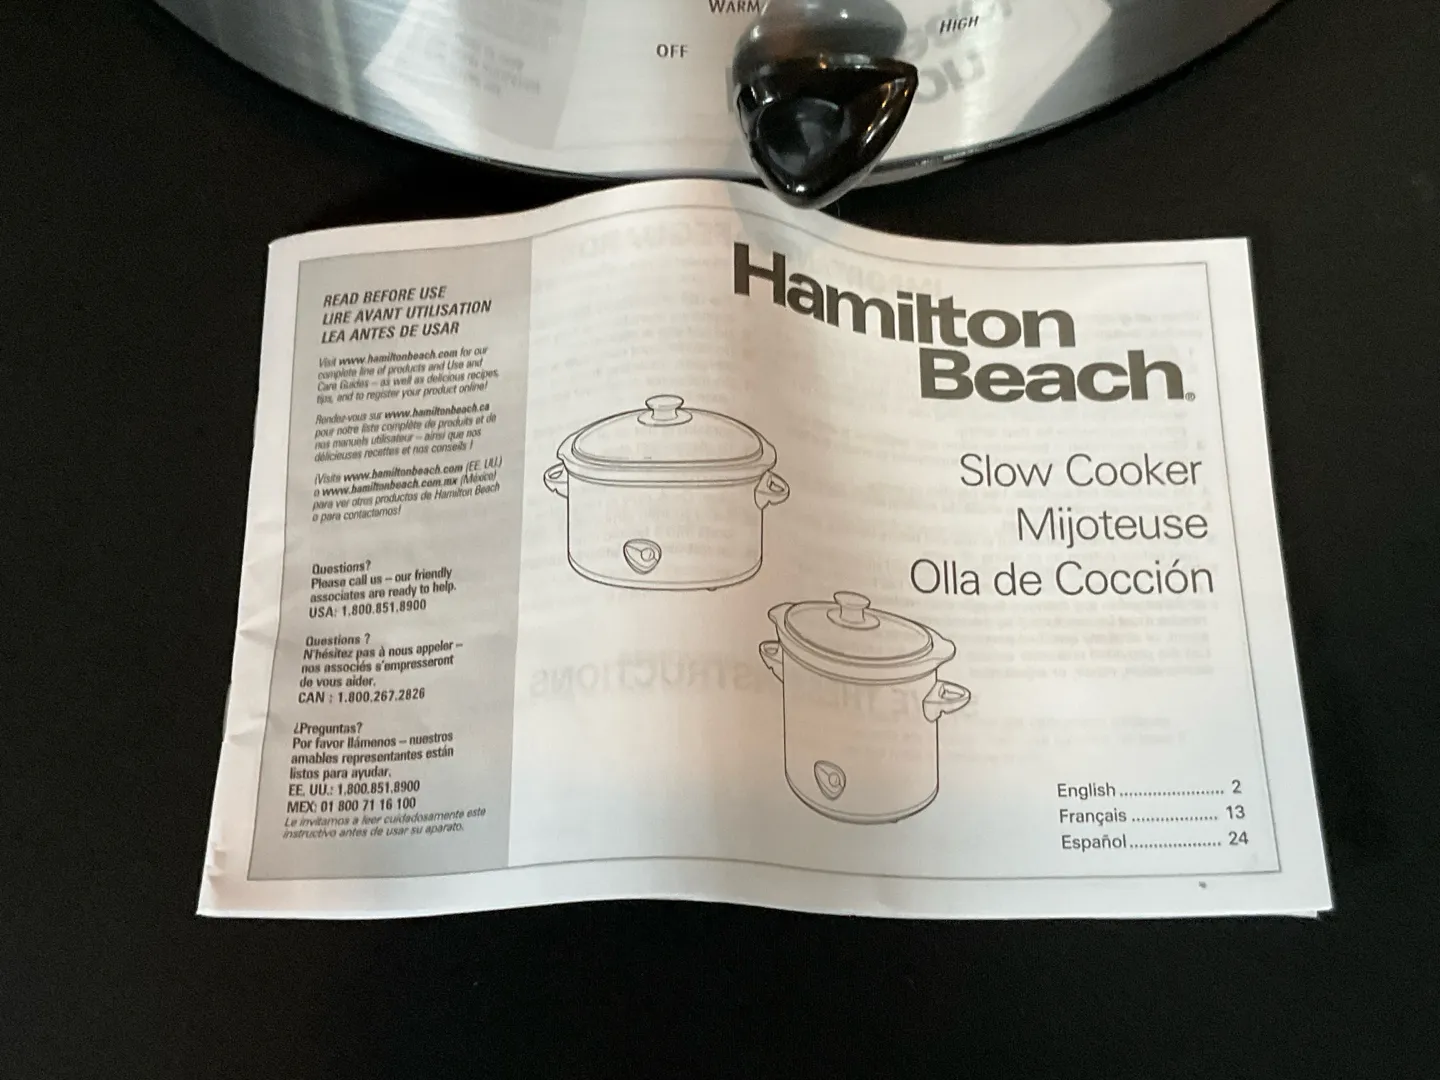 WARM
OFF
HIGH
READ BEFORE USE
LIRE AVANT UTILISATION
LEA ANTES DE USAR
Visit www.hamiltonbeach.com for our
complete line of products and Use and
Care Guides – as well as delicious recipes,
tips, and to register your product online!
Rendez-vous sur www.hamiltonbeach.ca
pour notre liste complète de produits et de
nos manuels utilisateur – ainsi que nos
délicieuses recettes et nos conseils !
¡Visite www.hamiltonbeach.com (EE. UU.)
o www.hamiltonbeach.com.mx (México)
para ver otros productos de Hamilton Beach
o para contactarnos!
Questions?
Please call us – our friendly
associates are ready to help.
USA: 1.800.851.8900
Questions ?
N'hésitez pas à nous appeler –
nos associés s'empresseront
de vous aider.
CAN : 1.800.267.2826
¿Preguntas?
Por favor llámenos – nuestros
amables representantes están
listos para ayudar.
EE. UU.: 1.800.851.8900
MEX: 01 800 71 16 100
Le invitamos a leer cuidadosamente este
instructivo antes de usar su aparato.
Hamilton
Beach®
Slow Cooker
Mijoteuse
Olla de Cocción
English ...................... 2
Français .................. 13
Español.................... 24